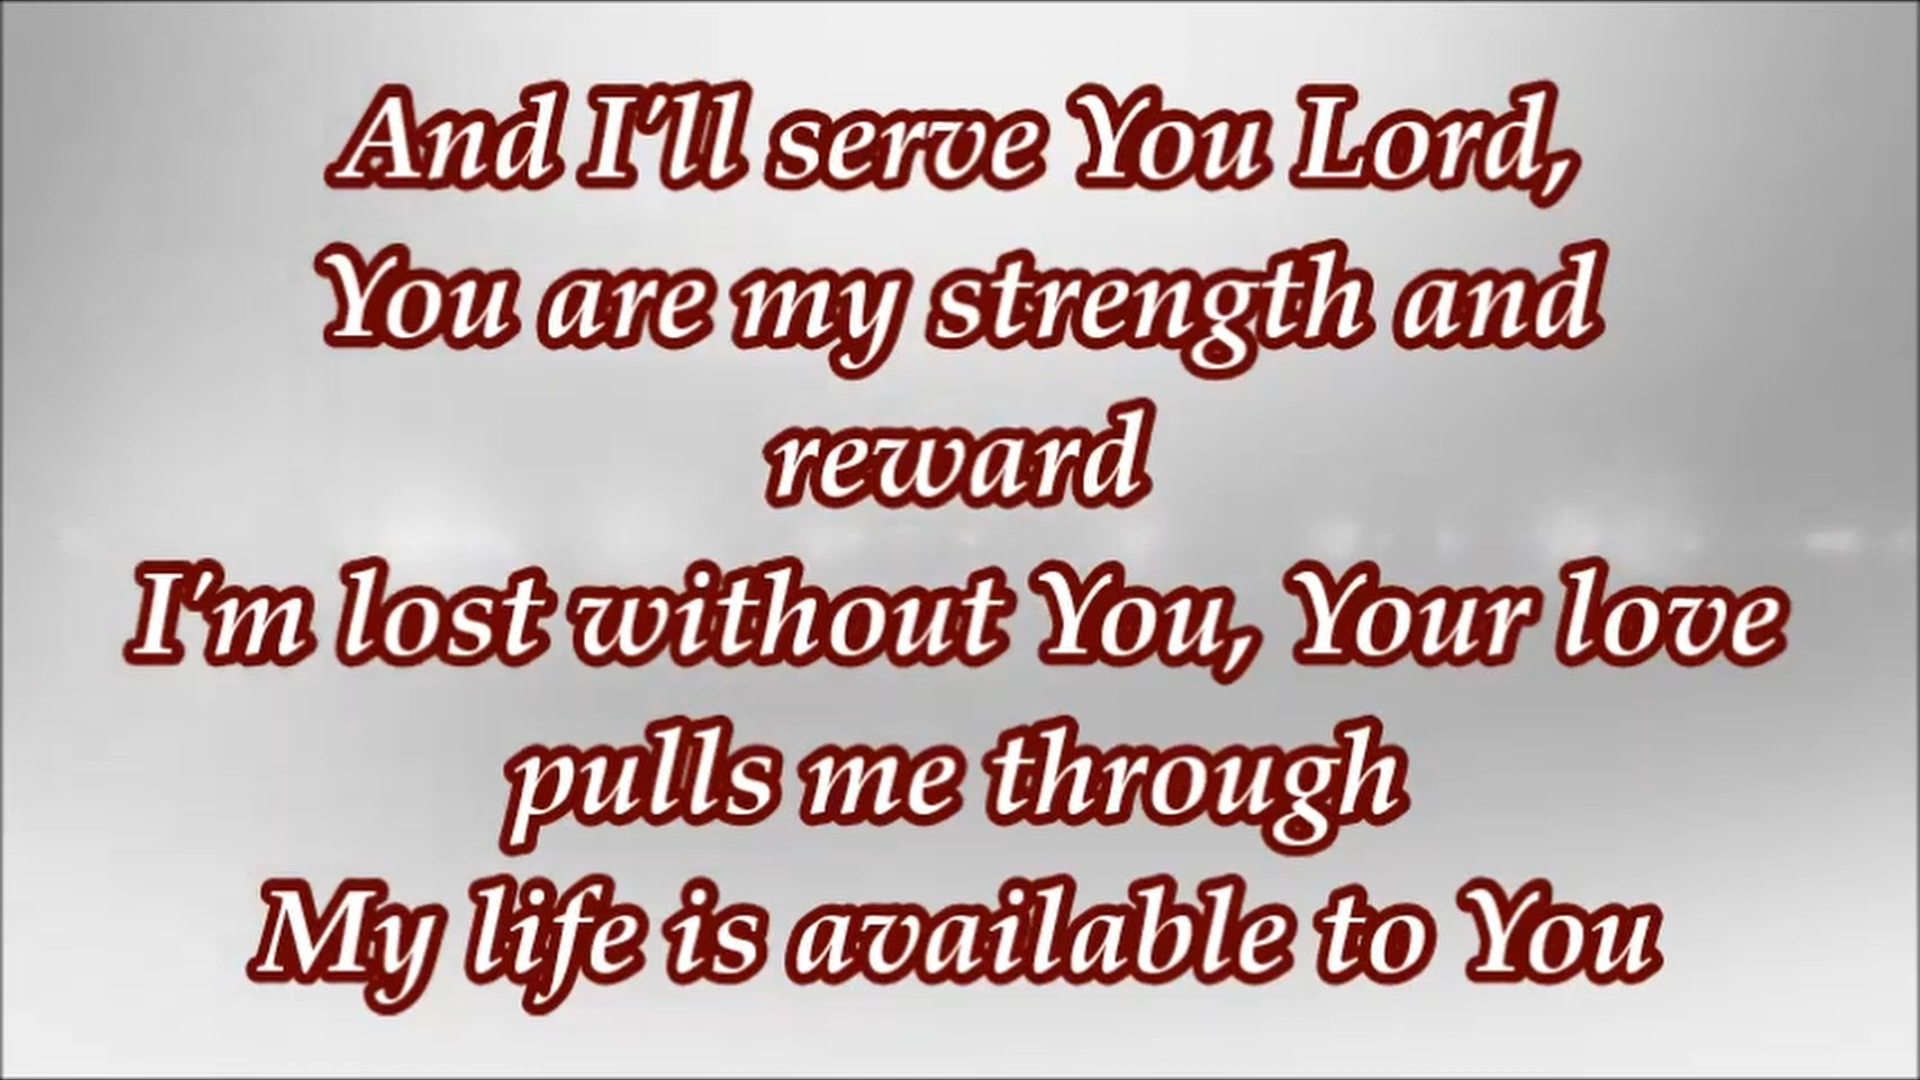 And I'll serve You Lord,
You are my strength and
reward
I'm lost without You, Your love
pulls me through
My life is available to You